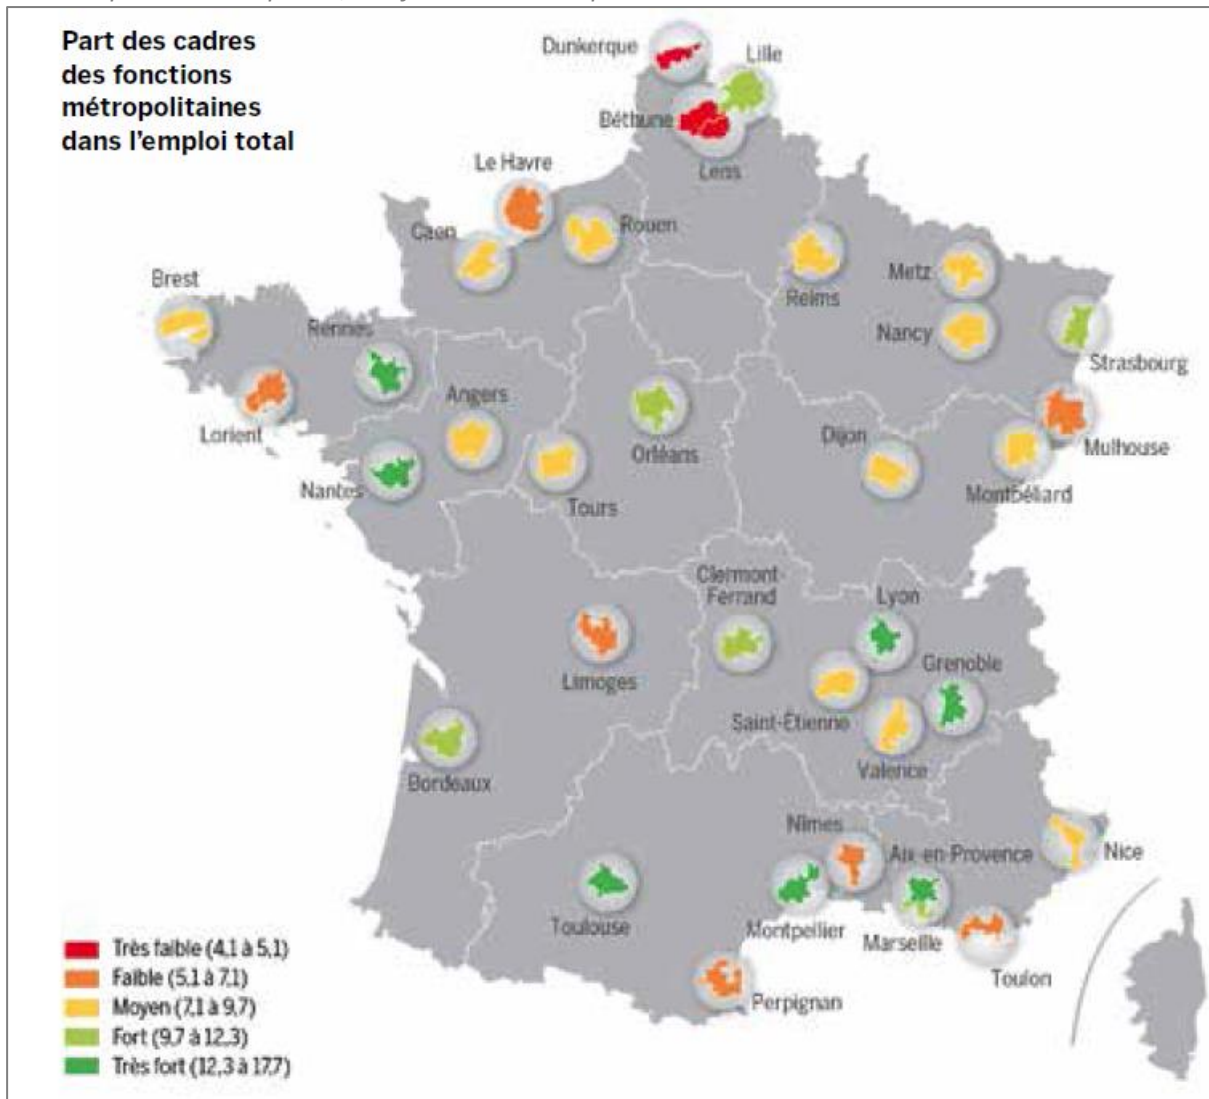 Part des cadres
des fonctions
métropolitaines
dans l'emploi total
Dunkerque
Lille
Béthune
Lens
Le Havre
Rouen
Caen
Brest
Rennes
Lorient
Angers
Nantes
Tours
Orléans
Reims
Metz
Nancy
Strasbourg
Mulhouse
Dijon
Montbéliard
Clermont-
Ferrand
Lyon
Grenoble
Limoges
Saint-Étienne
Valence
Bordeaux
Nîmes
Aix-en-Provence
Nice
Toulouse
Montpellier
Marseille
Toulon
Perpignan
Très faible (4,1 à 5,1)
Faible (5,1 à 7,1)
Moyen (7,1 à 9,7)
Fort (9,7 à 12,3)
Très fort (12,3 à 17,7)